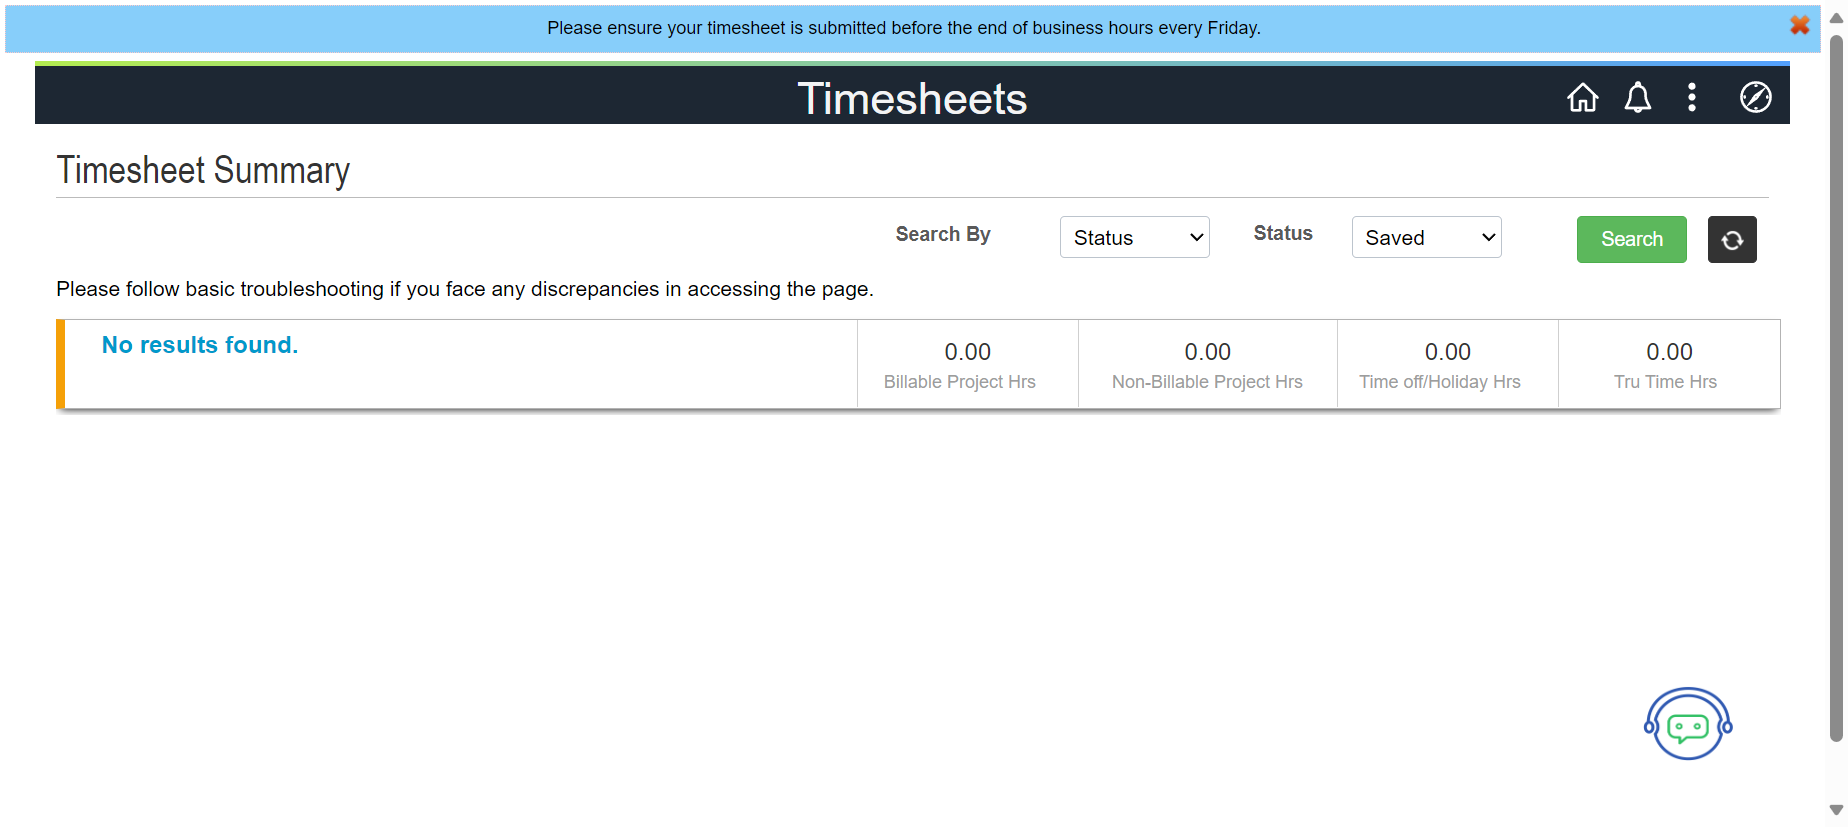 Please ensure your timesheet is submitted before the end of business hours every Friday.
Timesheets
Timesheet Summary
Search By
Status
Status
Saved
Search
Please follow basic troubleshooting if you face any discrepancies in accessing the page.
No results found.
0.00
Billable Project Hrs
0.00
Non-Billable Project Hrs
0.00
Time off/Holiday Hrs
0.00
Tru Time Hrs